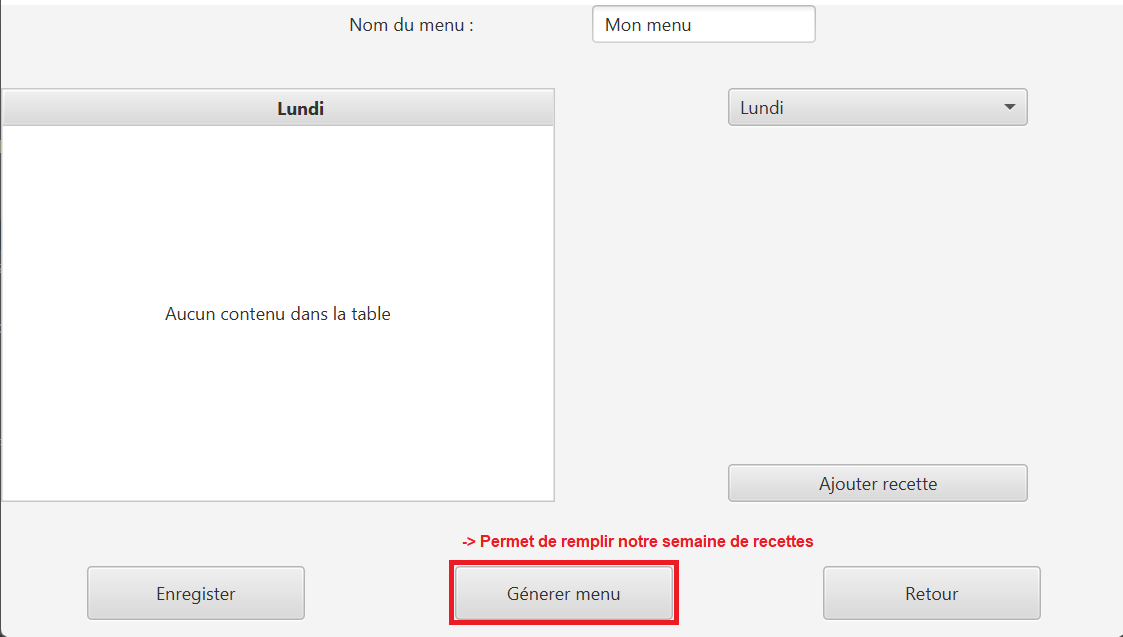 Nom du menu :
Mon menu
Lundi
Lundi
Aucun contenu dans la table
Ajouter recette
-> Permet de remplir notre semaine de recettes
Enregister
Génerer menu
Retour